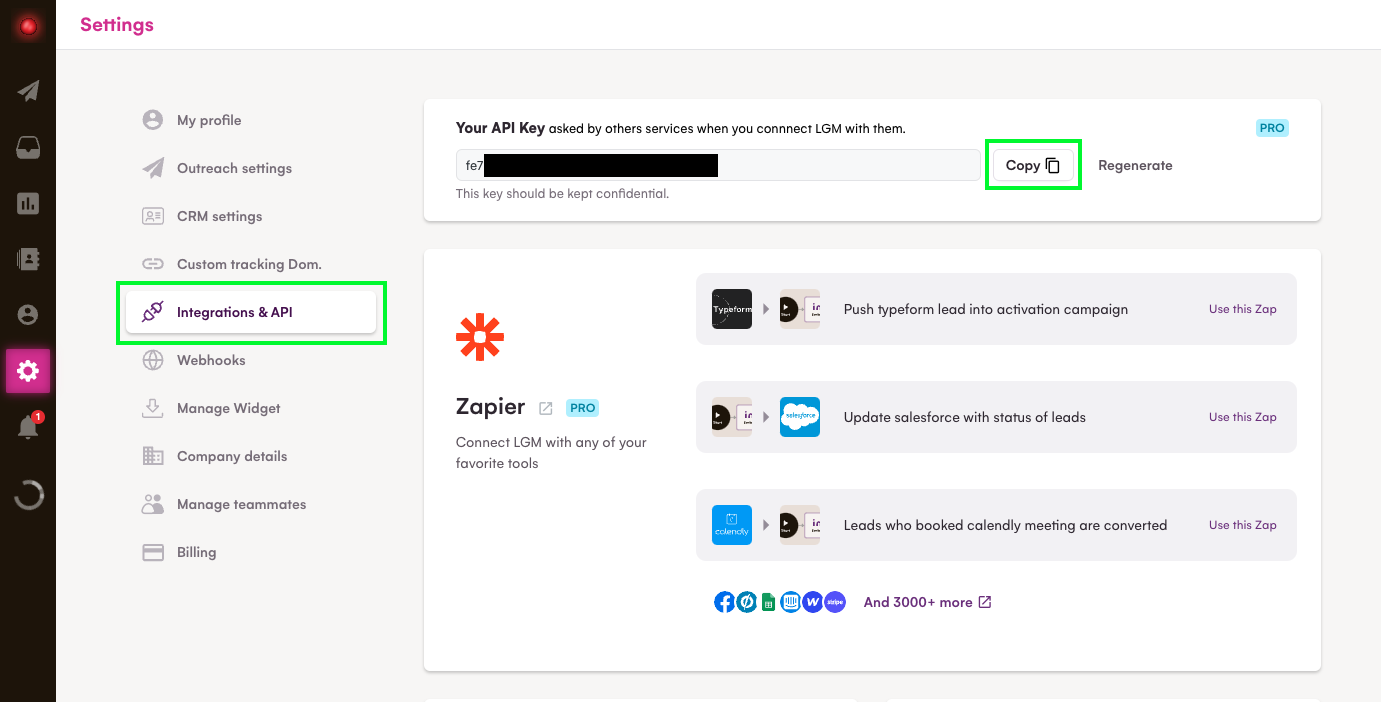 Settings
My profile
Outreach settings
CRM settings
Custom tracking Dom.
Integrations & API
Webhooks
Manage Widget
Company details
Manage teammates
Billing
1
Your API Key asked by others services when you connnect LGM with them.
PRO
fe7
Copy
Regenerate
This key should be kept confidential.
Zapier
PRO
Connect LGM with any of your
favorite tools
Typeform
Start
Push typeform lead into activation campaign
Use this Zap
Start
salesforce
Update salesforce with status of leads
Use this Zap
calendly
Start
Leads who booked calendly meeting are converted
Use this Zap
W
stripe
And 3000+ more